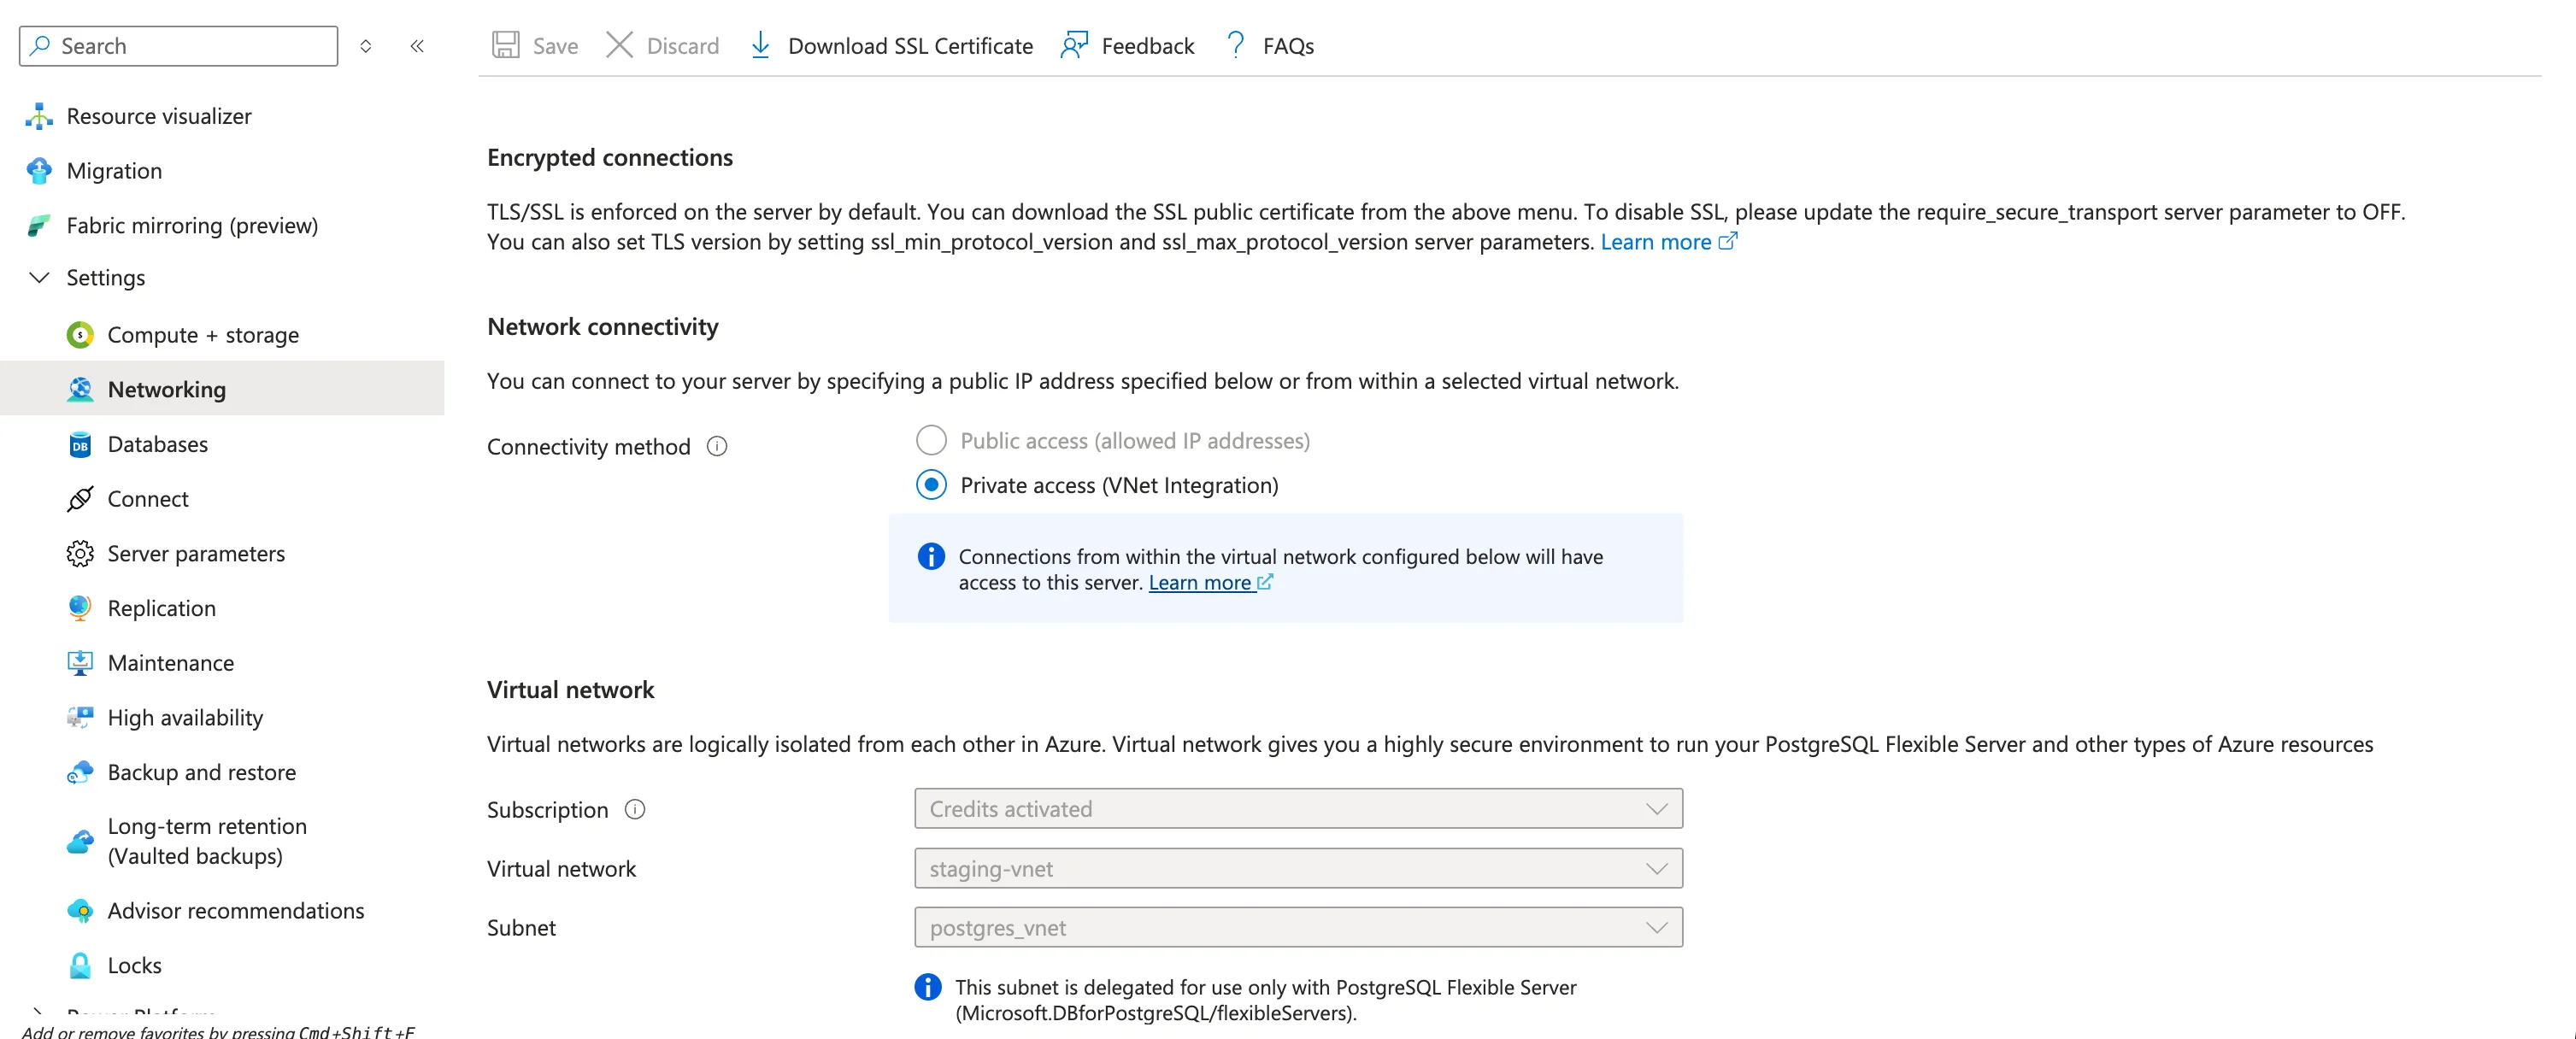 Search
Save
Discard
Download SSL Certificate
Feedback
FAQs
Resource visualizer
Migration
Fabric mirroring (preview)
Settings
Compute + storage
Networking
Databases
Connect
Server parameters
Replication
Maintenance
High availability
Backup and restore
Long-term retention
(Vaulted backups)
Advisor recommendations
Locks
Add or remove favorites by pressing Cmd+Shift+F
Encrypted connections
TLS/SSL is enforced on the server by default. You can download the SSL public certificate from the above menu. To disable SSL, please update the require_secure_transport server parameter to OFF.
You can also set TLS version by setting ssl_min_protocol_version and ssl_max_protocol_version server parameters. Learn more
Network connectivity
You can connect to your server by specifying a public IP address specified below or from within a selected virtual network.
Connectivity method
Public access (allowed IP addresses)
Private access (VNet Integration)
Connections from within the virtual network configured below will have
access to this server. Learn more
Virtual network
Virtual networks are logically isolated from each other in Azure. Virtual network gives you a highly secure environment to run your PostgreSQL Flexible Server and other types of Azure resources
Subscription
Credits activated
Virtual network
staging-vnet
Subnet
postgres_vnet
This subnet is delegated for use only with PostgreSQL Flexible Server
(Microsoft.DBforPostgreSQL/flexibleServers).